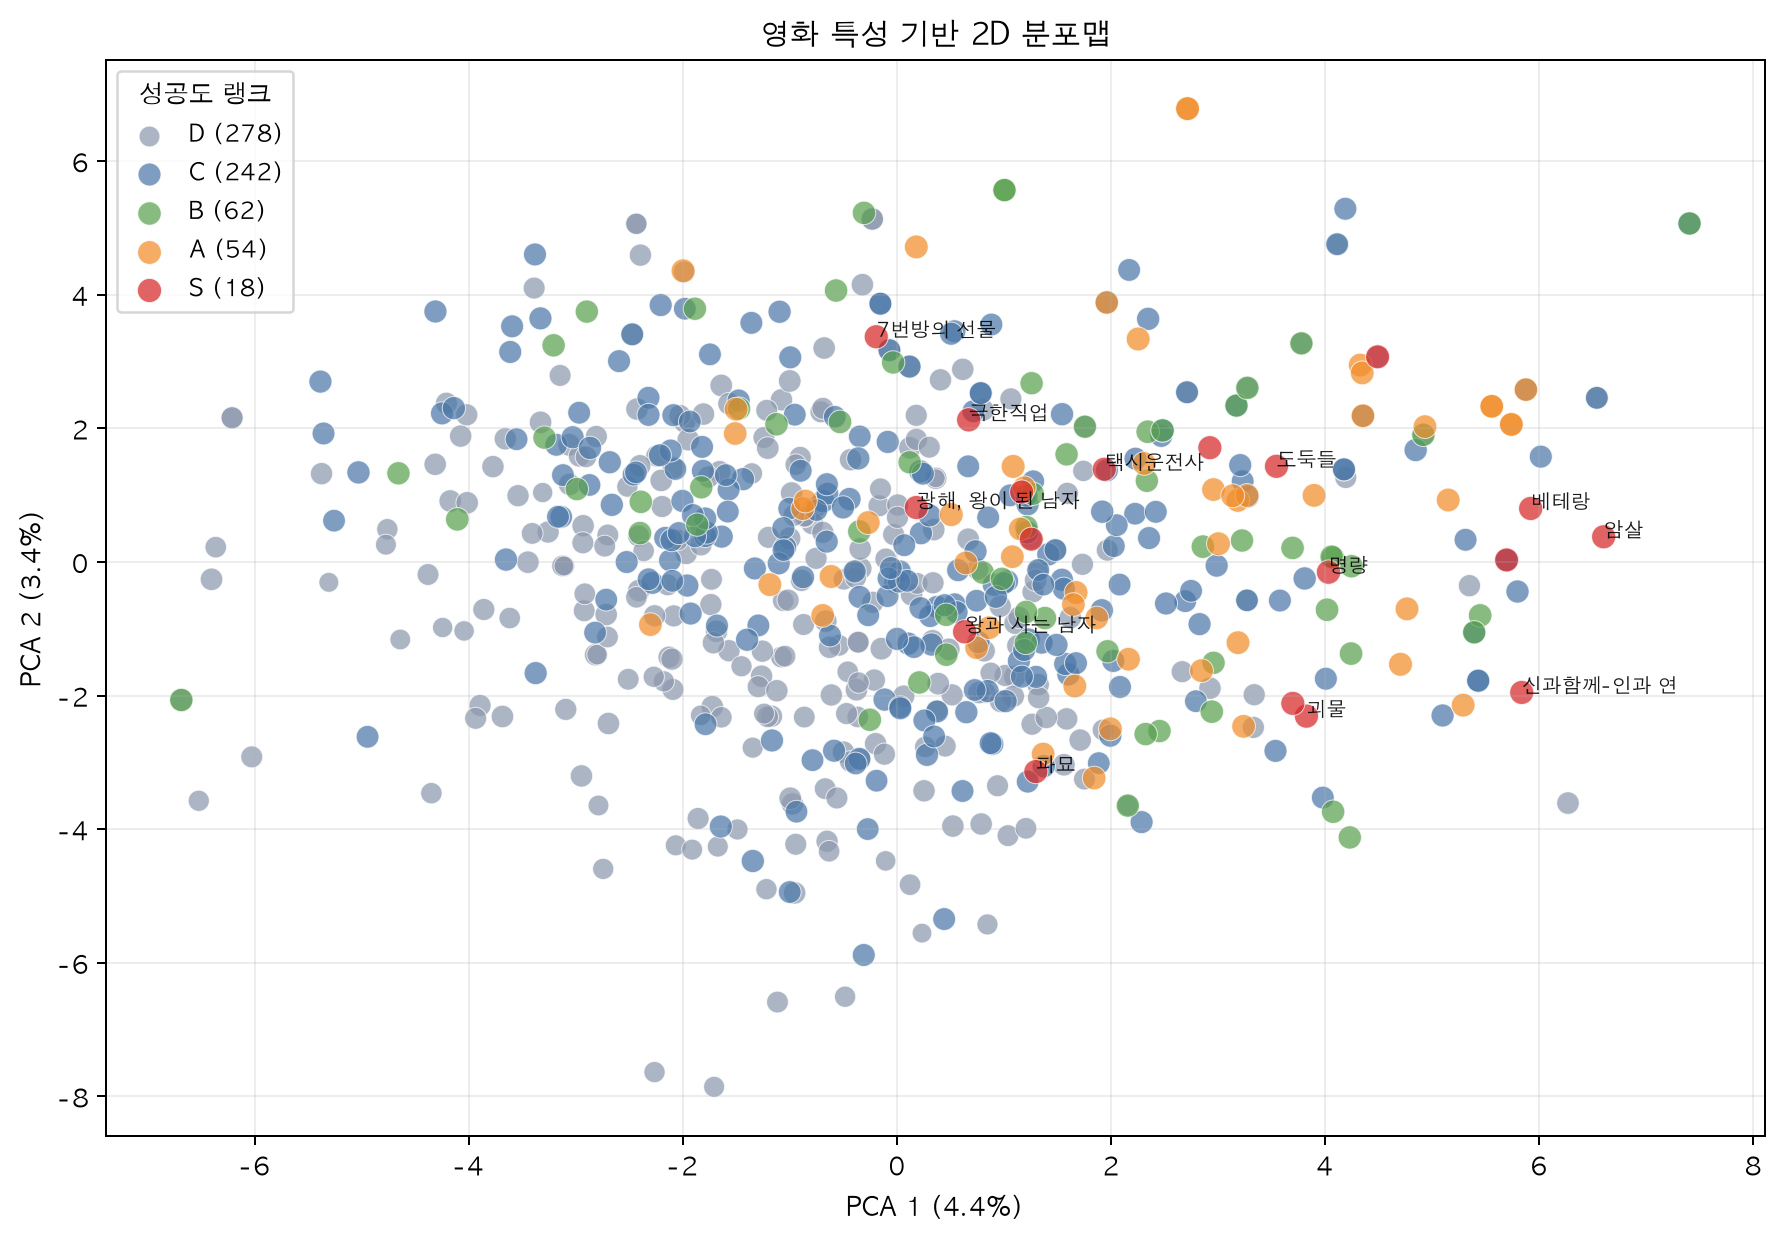 영화 특성 기반 2D 분포맵
성공도 랭크
D (278)
C (242)
B (62)
A (54)
S (18)
7번방의 선물
극한직업
택시운전사
도둑들
광해, 왕이 된 남자
베테랑
암살
명량
왕과 사는 남자
신과함께-인과 연
괴물
파묘
6
4
2
0
-2
-4
-6
-8
-6
-4
-2
0
2
4
6
8
PCA 2 (3.4%)
PCA 1 (4.4%)